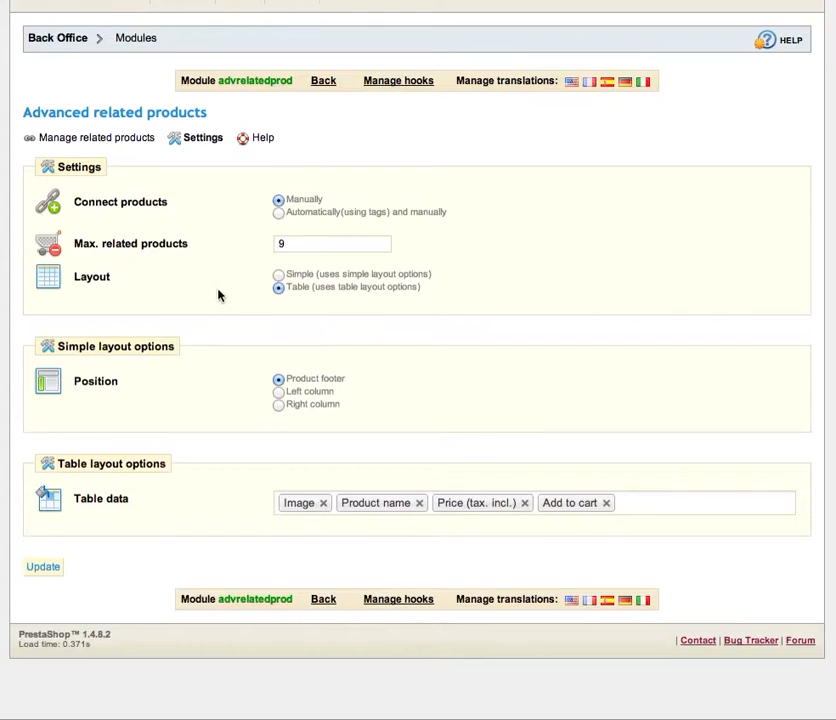 Back Office > Modules HELP
Module advrelatedprod Back Manage hooks Manage translations:
Advanced related products
Manage related products Settings Help
Settings
Connect products
Manually
Automatically(using tags) and manually
Max. related products 9
Layout
Simple (uses simple layout options)
Table (uses table layout options)
Simple layout options
Position
Product footer
Left column
Right column
Table layout options
Table data Image × Product name × Price (tax. incl.) × Add to cart ×
Update
Module advrelatedprod Back Manage hooks Manage translations:
PrestaShop™ 1.4.8.2
Load time: 0.371s
| Contact | Bug Tracker | Forum